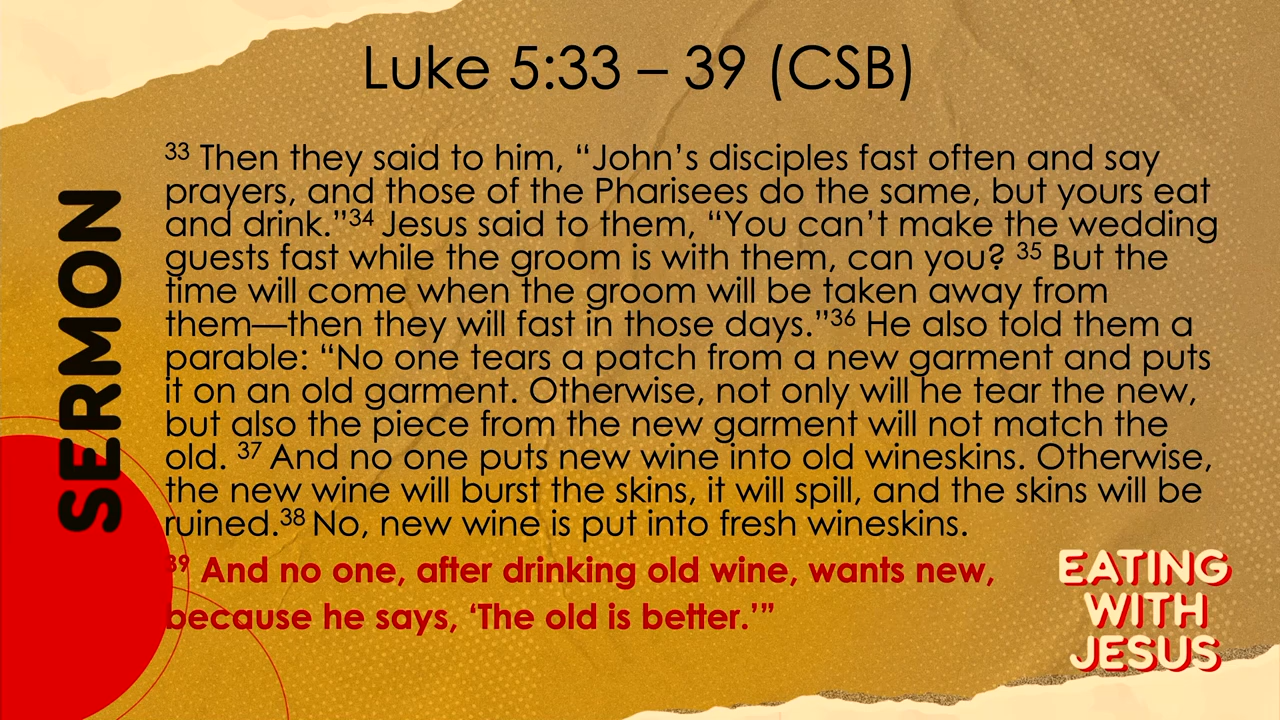 Luke 5:33 – 39 (CSB)
SERMON
³³ Then they said to him, “John’s disciples fast often and say
prayers, and those of the Pharisees do the same, but yours eat
and drink.”³⁴ Jesus said to them, “You can’t make the wedding
guests fast while the groom is with them, can you? ³⁵ But the
time will come when the groom will be taken away from
them—then they will fast in those days.”³⁶ He also told them a
parable: “No one tears a patch from a new garment and puts
it on an old garment. Otherwise, not only will he tear the new,
but also the piece from the new garment will not match the
old. ³⁷ And no one puts new wine into old wineskins. Otherwise,
the new wine will burst the skins, it will spill, and the skins will be
ruined.³⁸ No, new wine is put into fresh wineskins.
³⁹ And no one, after drinking old wine, wants new,
because he says, ‘The old is better.’”
EATING
WITH
JESUS